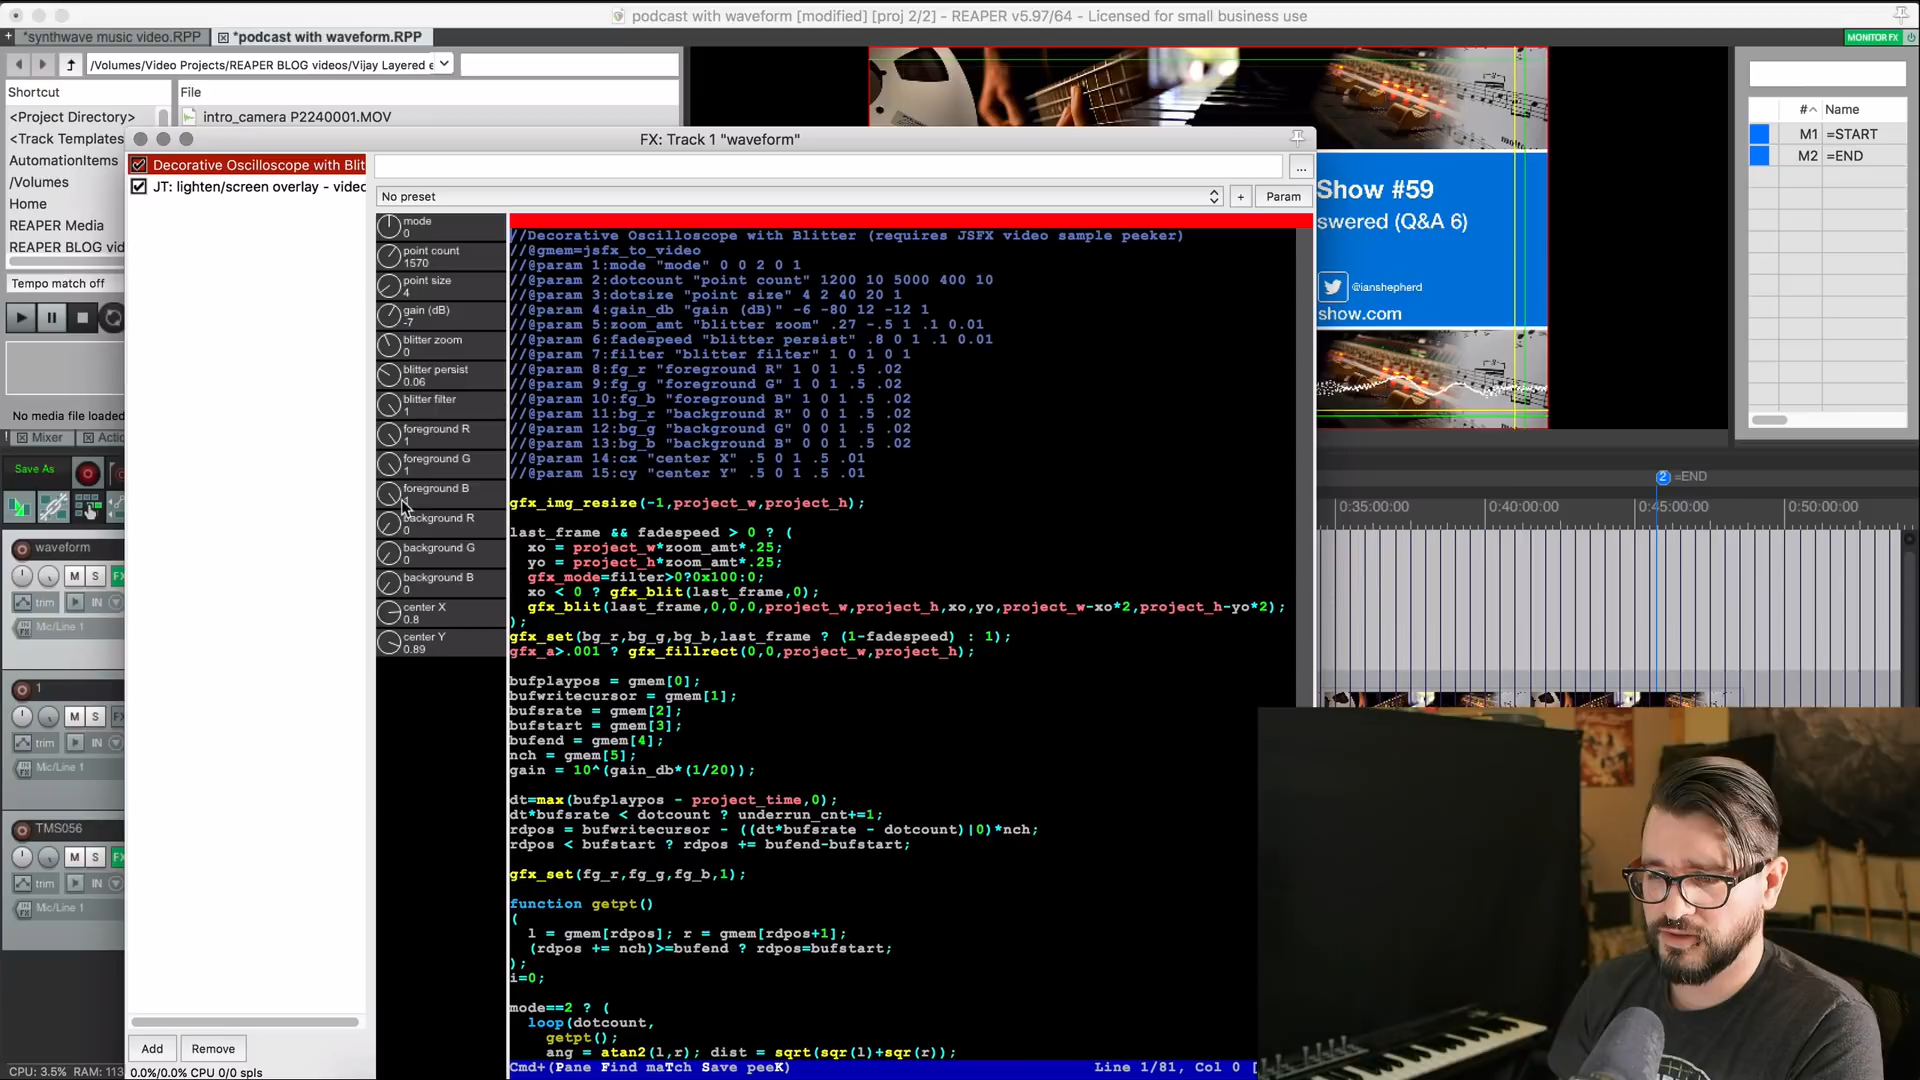 podcast with waveform [modified] [proj 2/2] - REAPER v5.97/64 - Licensed for small business use
+ *synthwave music video.RPP *podcast with waveform.RPP
MONITOR FX
/Volumes/Video Projects/REAPER BLOG videos/Vijay Layered e
Shortcut File
<Project Directory>
<Track Templates
AutomationItems
/Volumes
Home
REAPER Media
REAPER BLOG vid
intro_camera P2240001.MOV
Tempo match off
No media file loaded
Mixer Actio
Save As
# Name
M1 =START
M2 =END
FX: Track 1 "waveform"
Decorative Oscilloscope with Blit
JT: lighten/screen overlay - video
...
No preset
+ Param
mode
0
point count
1570
point size
4
gain (dB)
-7
blitter zoom
0
blitter persist
0.06
blitter filter
1
foreground R
1
foreground G
1
foreground B
1
background R
0
background G
0
background B
0
center X
0.8
center Y
0.89
//Decorative Oscilloscope with Blitter (requires JSFX video sample peeker)
//@gmem=jsfx_to_video
//@param 1:mode "mode" 0 0 2 0 1
//@param 2:dotcount "point count" 1200 10 5000 400 10
//@param 3:dotsize "point size" 4 2 40 20 1
//@param 4:gain_db "gain (dB)" -6 -80 12 -12 1
//@param 5:zoom_amt "blitter zoom" .27 -.5 1 .1 0.01
//@param 6:fadespeed "blitter persist" .8 0 1 .1 0.01
//@param 7:filter "blitter filter" 1 0 1 0 1
//@param 8:fg_r "foreground R" 1 0 1 .5 .02
//@param 9:fg_g "foreground G" 1 0 1 .5 .02
//@param 10:fg_b "foreground B" 1 0 1 .5 .02
//@param 11:bg_r "background R" 0 0 1 .5 .02
//@param 12:bg_g "background G" 0 0 1 .5 .02
//@param 13:bg_b "background B" 0 0 1 .5 .02
//@param 14:cx "center X" .5 0 1 .5 .01
//@param 15:cy "center Y" .5 0 1 .5 .01
gfx_img_resize(-1,project_w,project_h);
last_frame && fadespeed > 0 ? (
xo = project_w*zoom_amt*.25;
yo = project_h*zoom_amt*.25;
gfx_mode=filter>0?0x100:0;
xo < 0 ? gfx_blit(last_frame,0);
gfx_blit(last_frame,0,0,0,project_w,project_h,xo,yo,project_w-xo*2,project_h-yo*2);
);
gfx_set(bg_r,bg_g,bg_b,last_frame ? (1-fadespeed) : 1);
gfx_a>.001 ? gfx_fillrect(0,0,project_w,project_h);
bufplaypos = gmem[0];
bufwritecursor = gmem[1];
bufsrate = gmem[2];
bufstart = gmem[3];
bufend = gmem[4];
nch = gmem[5];
gain = 10^(gain_db*(1/20));
dt=max(bufplaypos - project_time,0);
dt*bufsrate < dotcount ? underrun_cnt+=1;
rdpos = bufwritecursor - ((dt*bufsrate - dotcount)|0)*nch;
rdpos < bufstart ? rdpos += bufend-bufstart;
gfx_set(fg_r,fg_g,fg_b,1);
function getpt()
(
l = gmem[rdpos]; r = gmem[rdpos+1];
(rdpos += nch)>=bufend ? rdpos=bufstart;
);
i=0;
mode==2 ? (
loop(dotcount,
getpt();
ang = atan2(l,r); dist = sqrt(sqr(l)+sqr(r));
Cmd+(Pane Find maTch Save peeK) Line 1/81, Col 0 [
Add Remove
0.0%/0.0% CPU 0/0 spls
CPU: 3.5% RAM: 113
Show #59
swered (Q&A 6)
@ianshepherd
show.com
2 =END
0:35:00:00 0:40:00:00 0:45:00:00 0:50:00:00
waveform
M S FX
trim IN
Mic/Line 1
1
M S FX
trim IN
Mic/Line 1
TMS056
M S FX
trim IN
Mic/Line 1